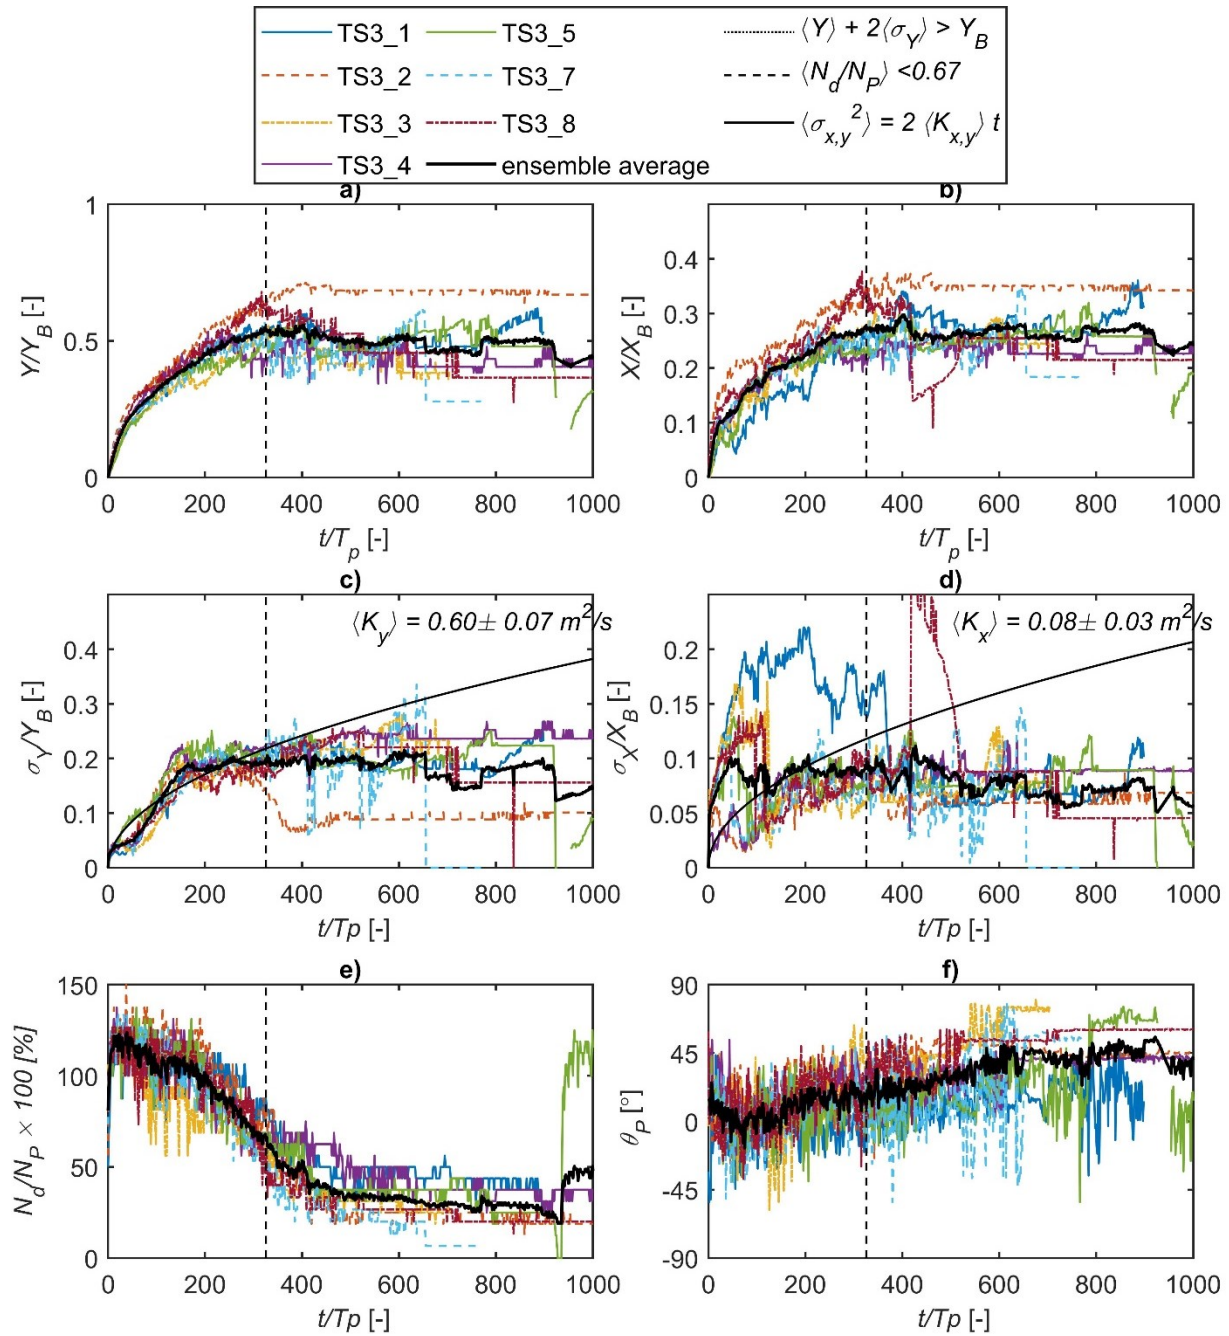 TS3_1 TS3_5 ⟨Y⟩ + 2⟨σ_Y⟩ > Y_B
TS3_2 TS3_7 ⟨N_d/N_P⟩ <0.67
TS3_3 TS3_8 ⟨σ_{x,y}^2⟩ = 2 ⟨K_{x,y}⟩ t
TS3_4 ensemble average
a)
1
0.5
0
Y/Y_B [-]
0 200 400 600 800 1000
t/T_p [-]
b)
0.4
0.3
0.2
0.1
0
X/X_B [-]
0 200 400 600 800 1000
t/T_p [-]
c)
⟨K_y⟩ = 0.60± 0.07 m^2/s
0.4
0.3
0.2
0.1
0
σ_Y/Y_B [-]
0 200 400 600 800 1000
t/Tp [-]
d)
⟨K_x⟩ = 0.08± 0.03 m^2/s
0.2
0.15
0.1
0.05
0
σ_X/X_B [-]
0 200 400 600 800 1000
t/Tp [-]
e)
150
100
50
0
N_d/N_P × 100 [%]
0 200 400 600 800 1000
t/Tp [-]
f)
90
45
0
-45
-90
θ_P [°]
0 200 400 600 800 1000
t/Tp [-]